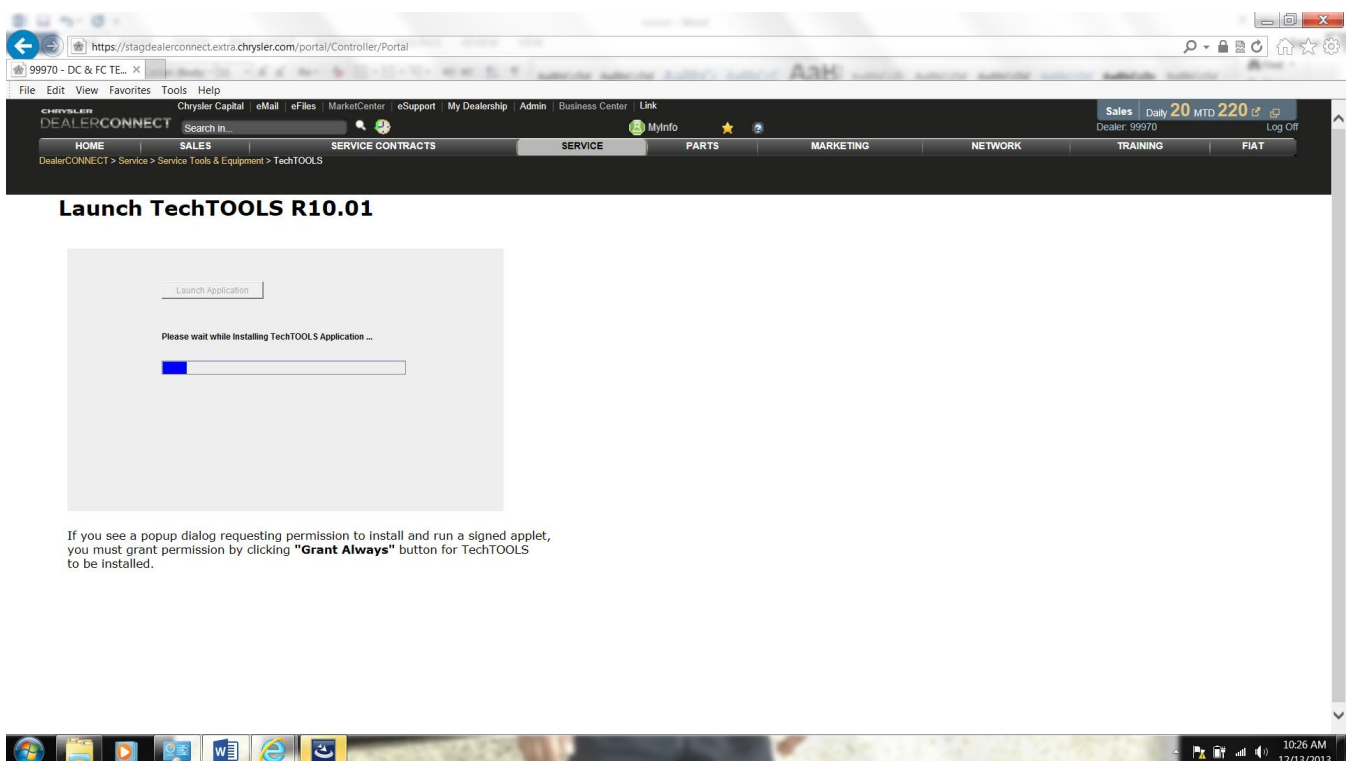 https://stagdealerconnect.extra.chrysler.com/portal/Controller/Portal
99970 - DC & FC TE... ×
File Edit View Favorites Tools Help
Chrysler Capital | eMail | eFiles | MarketCenter | eSupport | My Dealership | Admin | Business Center | Link
CHRYSLER
DEALERCONNECT
Search in...
MyInfo
Sales Daily 20 MTD 220
Dealer: 99970 Log Off
HOME SALES SERVICE CONTRACTS SERVICE PARTS MARKETING NETWORK TRAINING FIAT
DealerCONNECT > Service > Service Tools & Equipment > TechTOOLS
Launch TechTOOLS R10.01
Launch Application
Please wait while Installing TechTOOLS Application ...
If you see a popup dialog requesting permission to install and run a signed applet,
you must grant permission by clicking "Grant Always" button for TechTOOLS
to be installed.
10:26 AM
12/13/2013